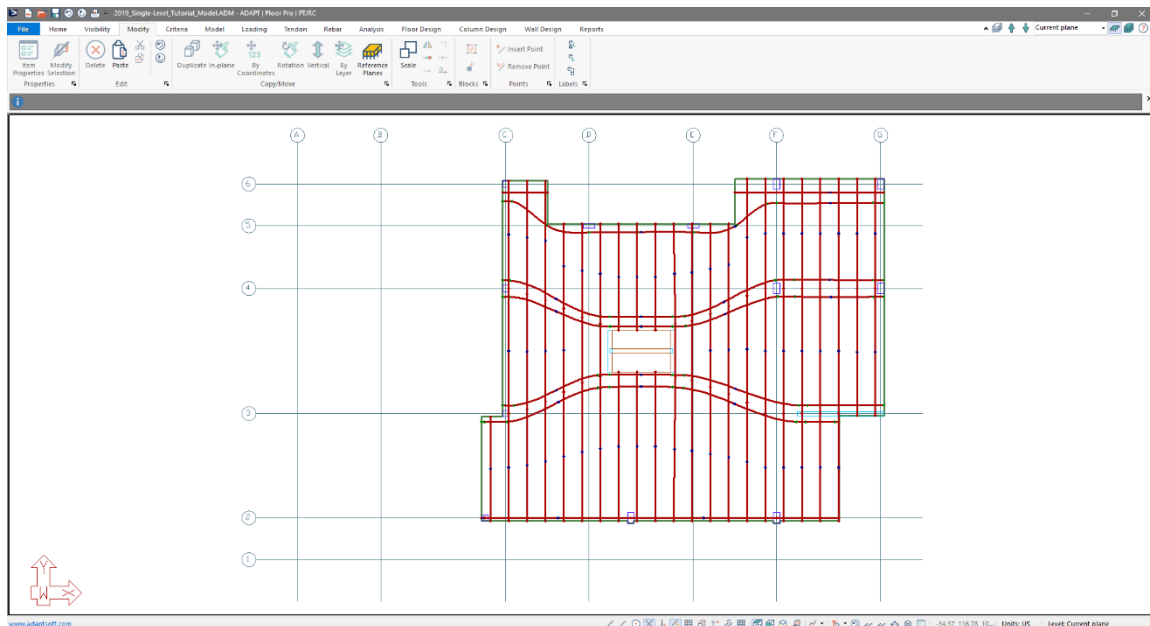 2019_Single-Level_Tutorial_Model.ADM - ADAPT | Floor Pro | PT/RC
File Home Visibility Modify Criteria Model Loading Tendon Rebar Analysis Floor Design Column Design Wall Design Reports
Current plane
Item Properties Modify Selection Delete Paste Duplicate In-plane By Coordinates Rotation Vertical By Layer Reference Planes Scale Insert Point Remove Point
Properties Edit Copy/Move Tools Blocks Points Labels
A B C D E F G
6
5
4
3
2
1
Y
W X
www.adaptsoft.com Units: US Level: Current plane